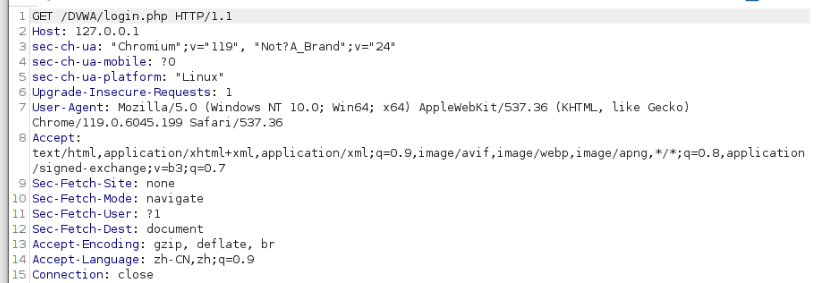 1 GET /DVWA/login.php HTTP/1.1
2 Host: 127.0.0.1
3 sec-ch-ua: "Chromium";v="119", "Not?A_Brand";v="24"
4 sec-ch-ua-mobile: ?0
5 sec-ch-ua-platform: "Linux"
6 Upgrade-Insecure-Requests: 1
7 User-Agent: Mozilla/5.0 (Windows NT 10.0; Win64; x64) AppleWebKit/537.36 (KHTML, like Gecko)
Chrome/119.0.6045.199 Safari/537.36
8 Accept:
text/html,application/xhtml+xml,application/xml;q=0.9,image/avif,image/webp,image/apng,*/*;q=0.8,application
/signed-exchange;v=b3;q=0.7
9 Sec-Fetch-Site: none
10 Sec-Fetch-Mode: navigate
11 Sec-Fetch-User: ?1
12 Sec-Fetch-Dest: document
13 Accept-Encoding: gzip, deflate, br
14 Accept-Language: zh-CN,zh;q=0.9
15 Connection: close